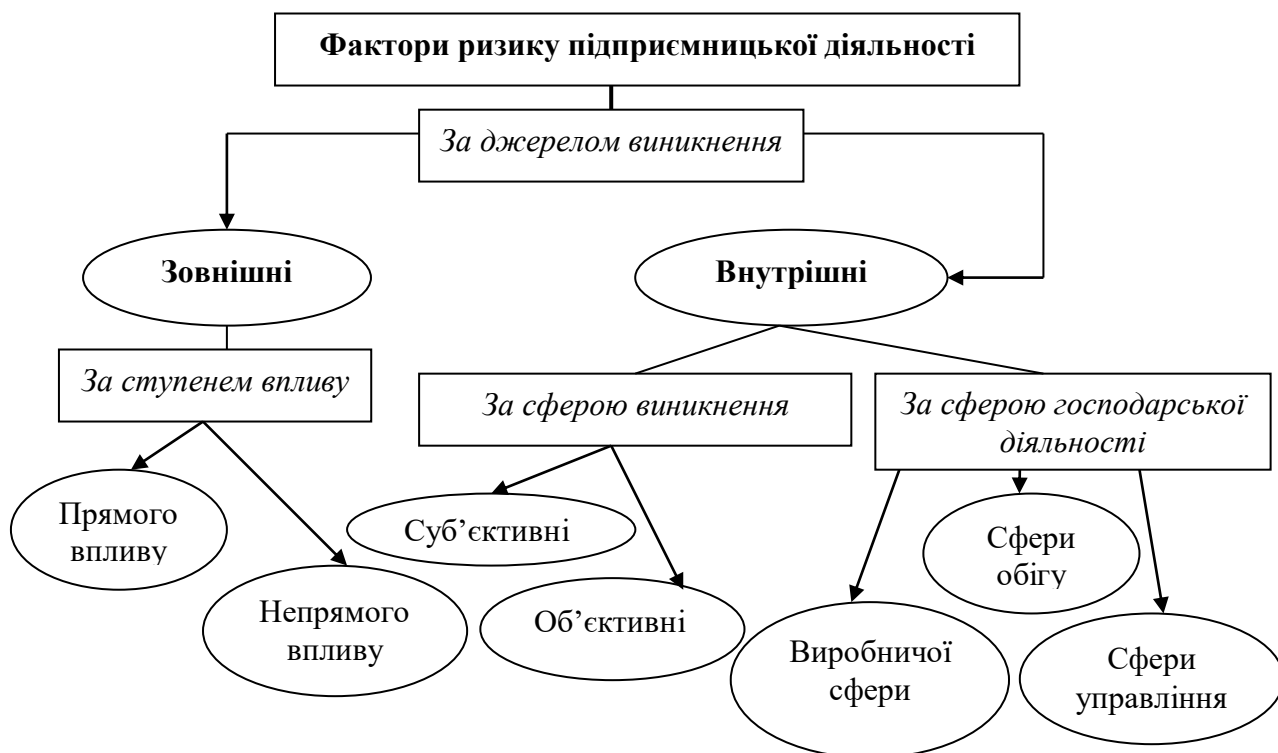 Фактори ризику підприємницької діяльності
За джерелом виникнення
Зовнішні
Внутрішні
За ступенем впливу
За сферою виникнення
За сферою господарської
діяльності
Прямого
впливу
Непрямого
впливу
Суб’єктивні
Об’єктивні
Виробничої
сфери
Сфери
обігу
Сфери
управління